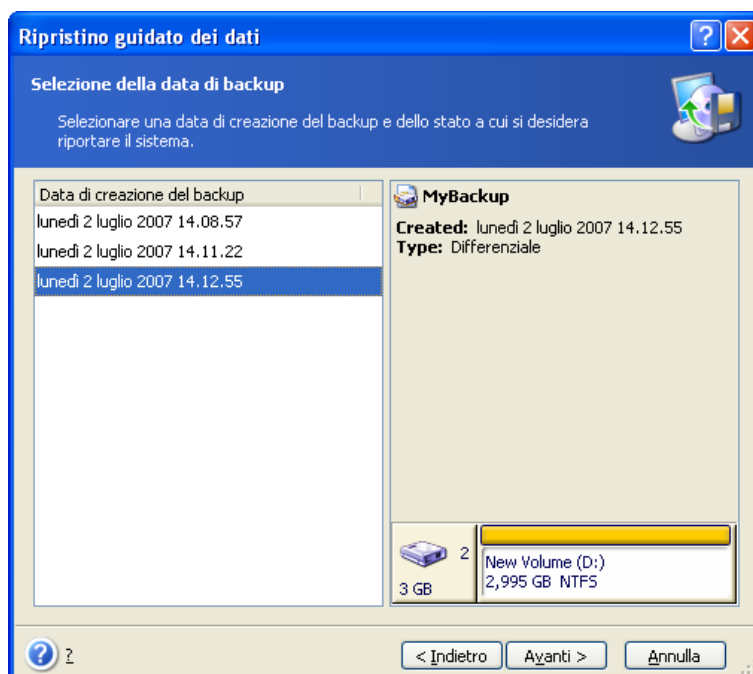 Ripristino guidato dei dati
Selezione della data di backup
Selezionare una data di creazione del backup e dello stato a cui si desidera
riportare il sistema.
Data di creazione del backup
lunedì 2 luglio 2007 14.08.57
lunedì 2 luglio 2007 14.11.22
lunedì 2 luglio 2007 14.12.55
MyBackup
Created: lunedì 2 luglio 2007 14.12.55
Type: Differenziale
2
3 GB
New Volume (D:)
2,995 GB NTFS
?
< Indietro
Avanti >
Annulla